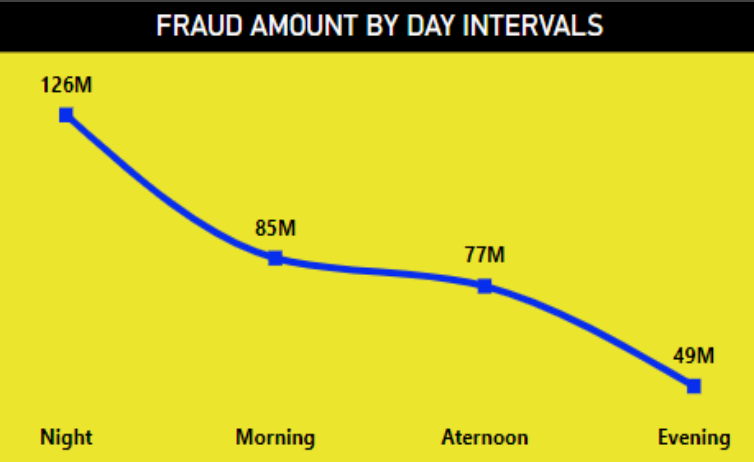 FRAUD AMOUNT BY DAY INTERVALS
126M
85M
77M
49M
Night Morning Aternoon Evening